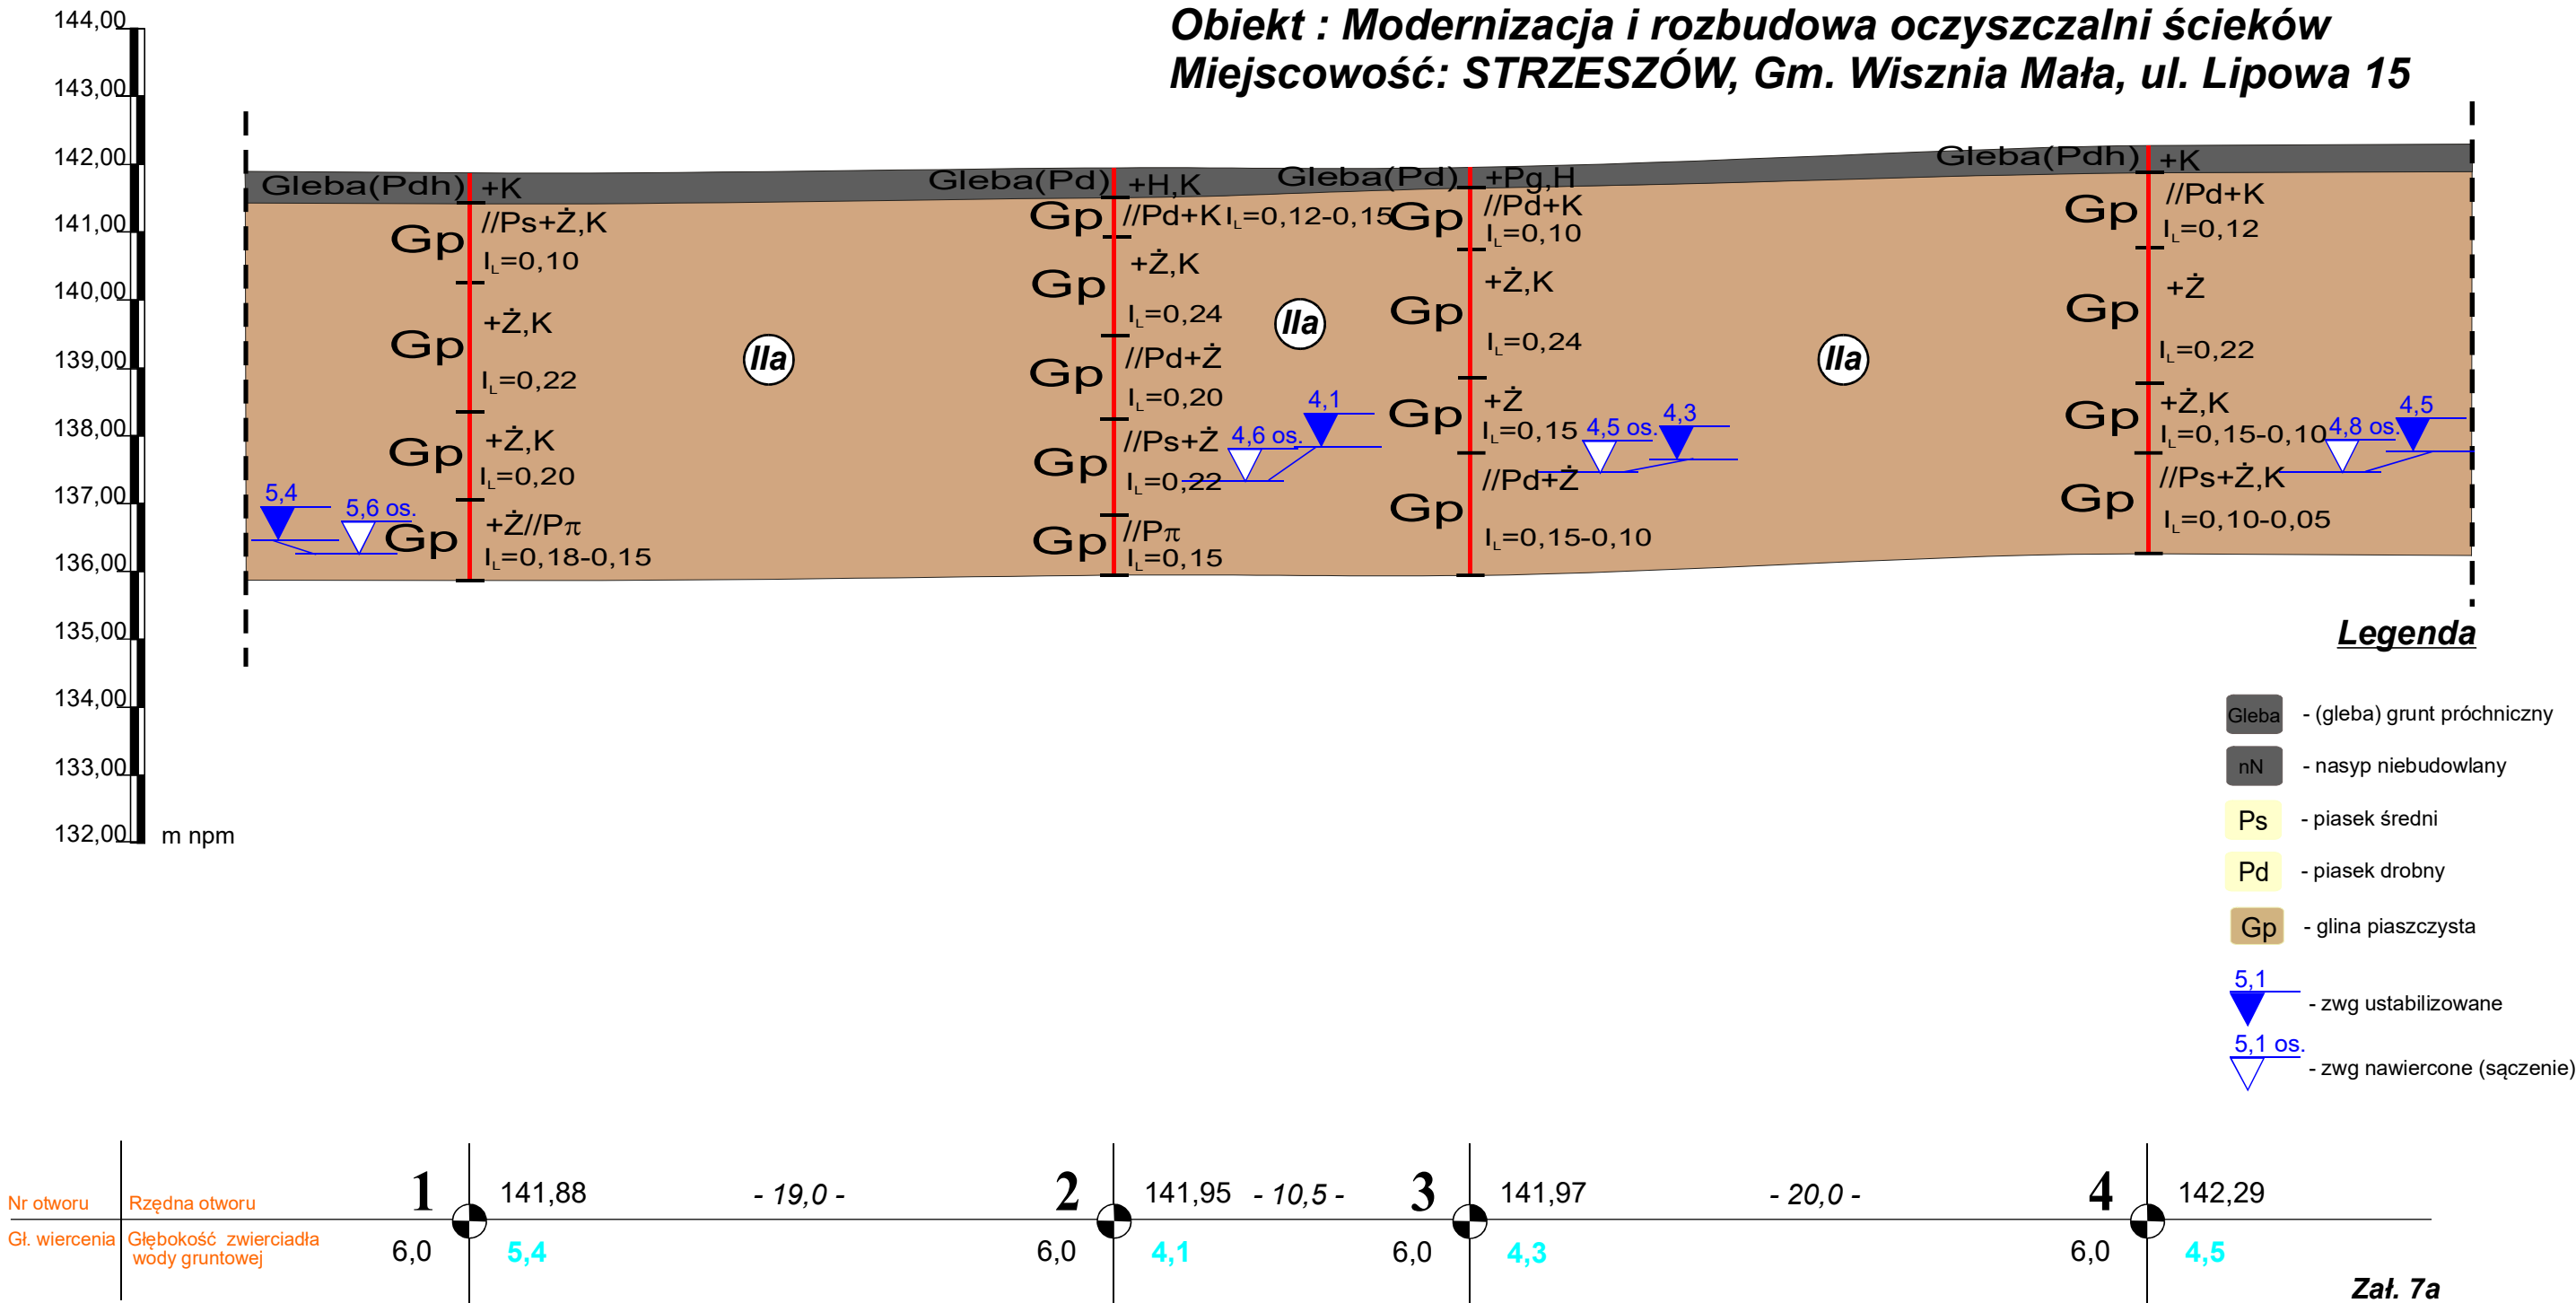 Obiekt : Modernizacja i rozbudowa oczyszczalni ścieków
Miejscowość: STRZESZÓW, Gm. Wisznia Mała, ul. Lipowa 15
144,00
143,00
142,00
141,00
140,00
139,00
138,00
137,00
136,00
135,00
134,00
133,00
132,00 m npm
Gleba(Pdh) +K
Gp //Ps+Ż,K
IL=0,10
Gp +Ż,K
IL=0,22
Gp +Ż,K
IL=0,20
5,4
5,6 os.
Gp +Ż//Pπ
IL=0,18-0,15
IIa
Gleba(Pd) +H,K
Gp //Pd+K IL=0,12-0,15
Gp +Ż,K
IL=0,24
Gp //Pd+Ż
IL=0,20
Gp //Ps+Ż
IL=0,22
Gp //Pπ
IL=0,15
4,6 os.
4,1
IIa
Gleba(Pd) +Pg,H
Gp //Pd+K
IL=0,10
Gp +Ż,K
IL=0,24
Gp +Ż
IL=0,15
Gp //Pd+Ż
IL=0,15-0,10
4,5 os.
4,3
IIa
Gleba(Pdh) +K
Gp //Pd+K
IL=0,12
Gp +Ż
IL=0,22
Gp +Ż,K
IL=0,15-0,10
Gp //Ps+Ż,K
IL=0,10-0,05
4,8 os.
4,5
Legenda
Gleba - (gleba) grunt próchniczny
nN - nasyp niebudowlany
Ps - piasek średni
Pd - piasek drobny
Gp - glina piaszczysta
5,1 - zwg ustabilizowane
5,1 os. - zwg nawiercone (sączenie)
Nr otworu Rzędna otworu
1 141,88 - 19,0 - 2 141,95 - 10,5 - 3 141,97 - 20,0 - 4 142,29
Gł. wiercenia Głębokość zwierciadła
wody gruntowej
6,0 5,4 6,0 4,1 6,0 4,3 6,0 4,5
Zał. 7a